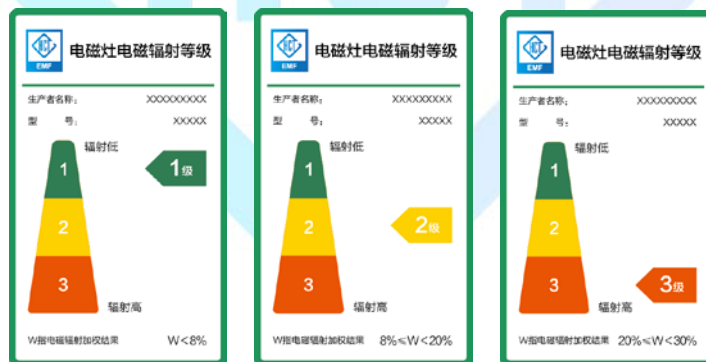 HCT
EMF
电磁灶电磁辐射等级
生产者名称: XXXXXXXXX
型 号: XXXXX
辐射低
1
1级
2
3
辐射高
W指电磁辐射加权结果 W<8%
HCT
EMF
电磁灶电磁辐射等级
生产者名称: XXXXXXXXX
型 号: XXXXX
辐射低
1
2
2级
3
辐射高
W指电磁辐射加权结果 8%≤W<20%
HCT
EMF
电磁灶电磁辐射等级
生产者名称: XXXXXXXXX
型 号: XXXXX
辐射低
1
2
3
3级
辐射高
W指电磁辐射加权结果 20%≤W<30%